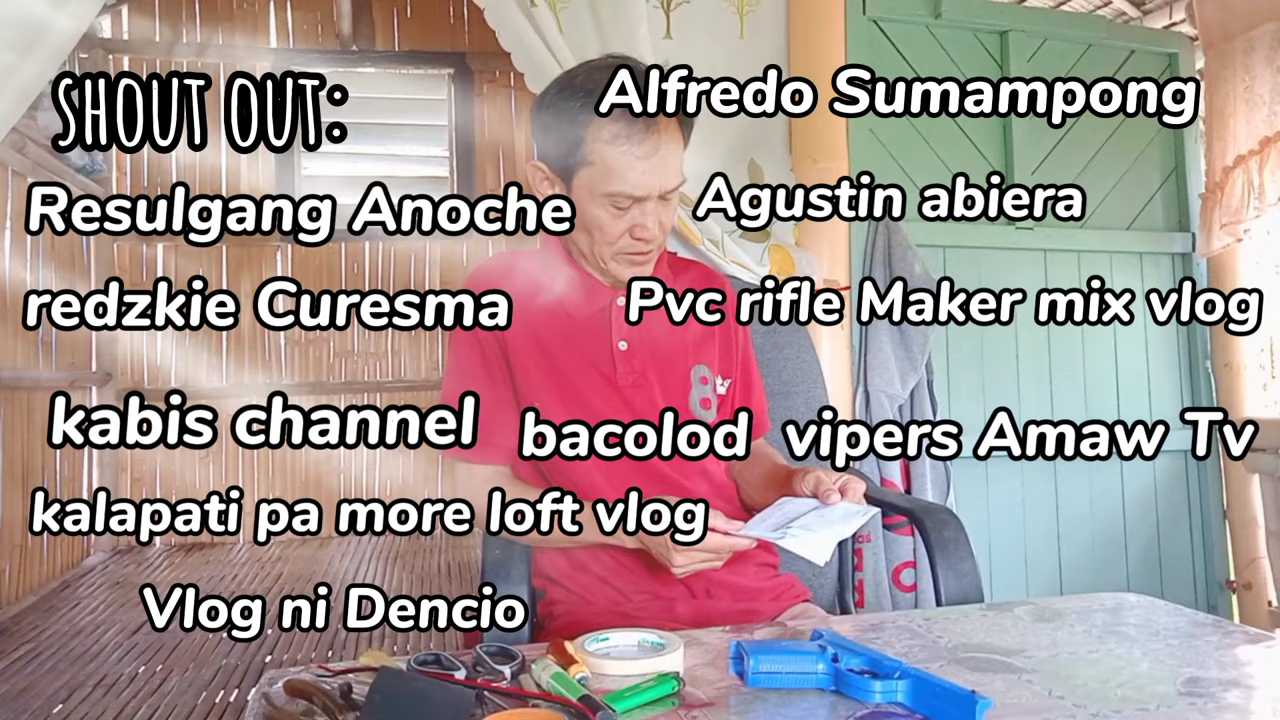 SHOUT OUT:
Resulgang Anoche
redzkie Curesma
kabis channel
kalapati pa more loft vlog
Vlog ni Dencio
Alfredo Sumampong
Agustin abiera
Pvc rifle Maker mix vlog
bacolod vipers Amaw Tv
8